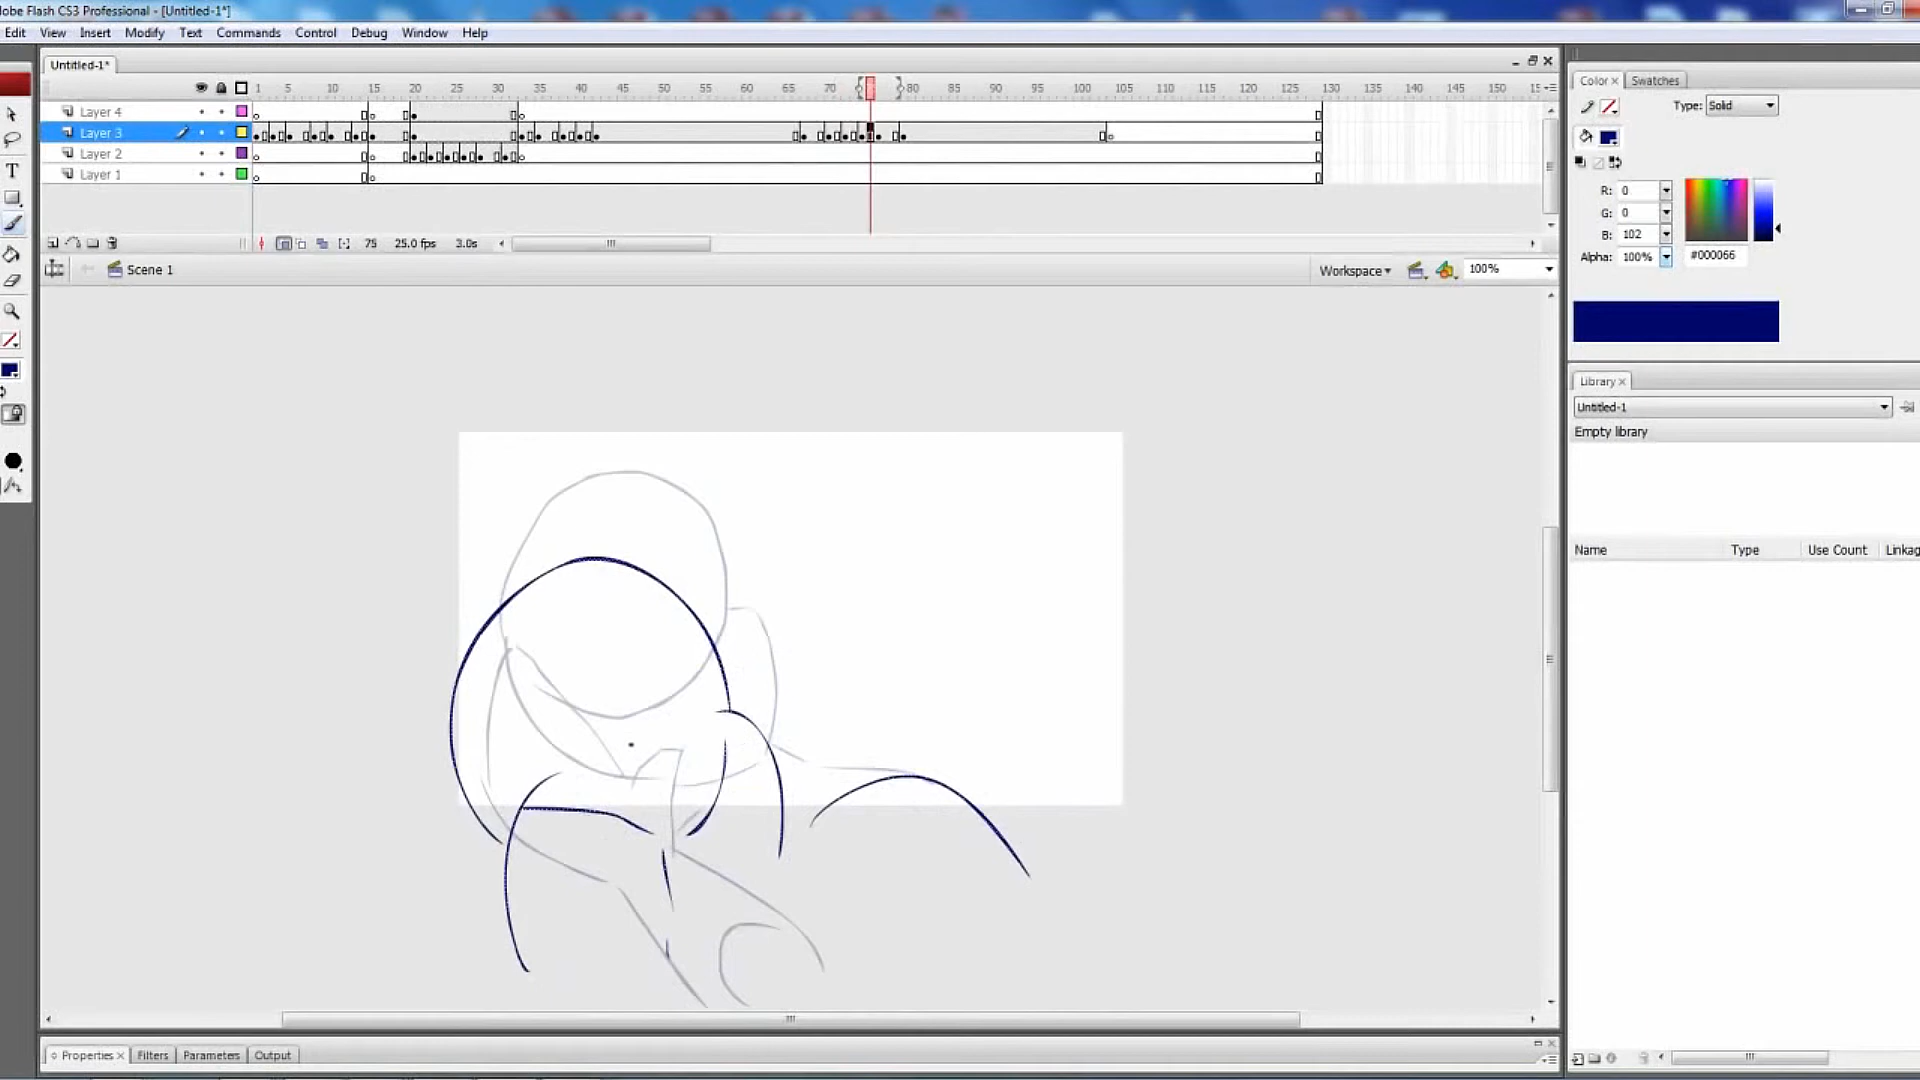 dobe Flash CS3 Professional - [Untitled-1*]
Edit View Insert Modify Text Commands Control Debug Window Help
Untitled-1*
1 5 10 15 20 25 30 35 40 45 50 55 60 65 70 80 85 90 95 100 105 110 115 120 125 130 135 140 145 150 15
Layer 4
Layer 3
Layer 2
Layer 1
75 25.0 fps 3.0s
Scene 1
Workspace 100%
Properties Filters Parameters Output
Color Swatches
Type: Solid
R: 0
G: 0
B: 102
Alpha: 100% #000066
Library
Untitled-1
Empty library
Name Type Use Count Linkag